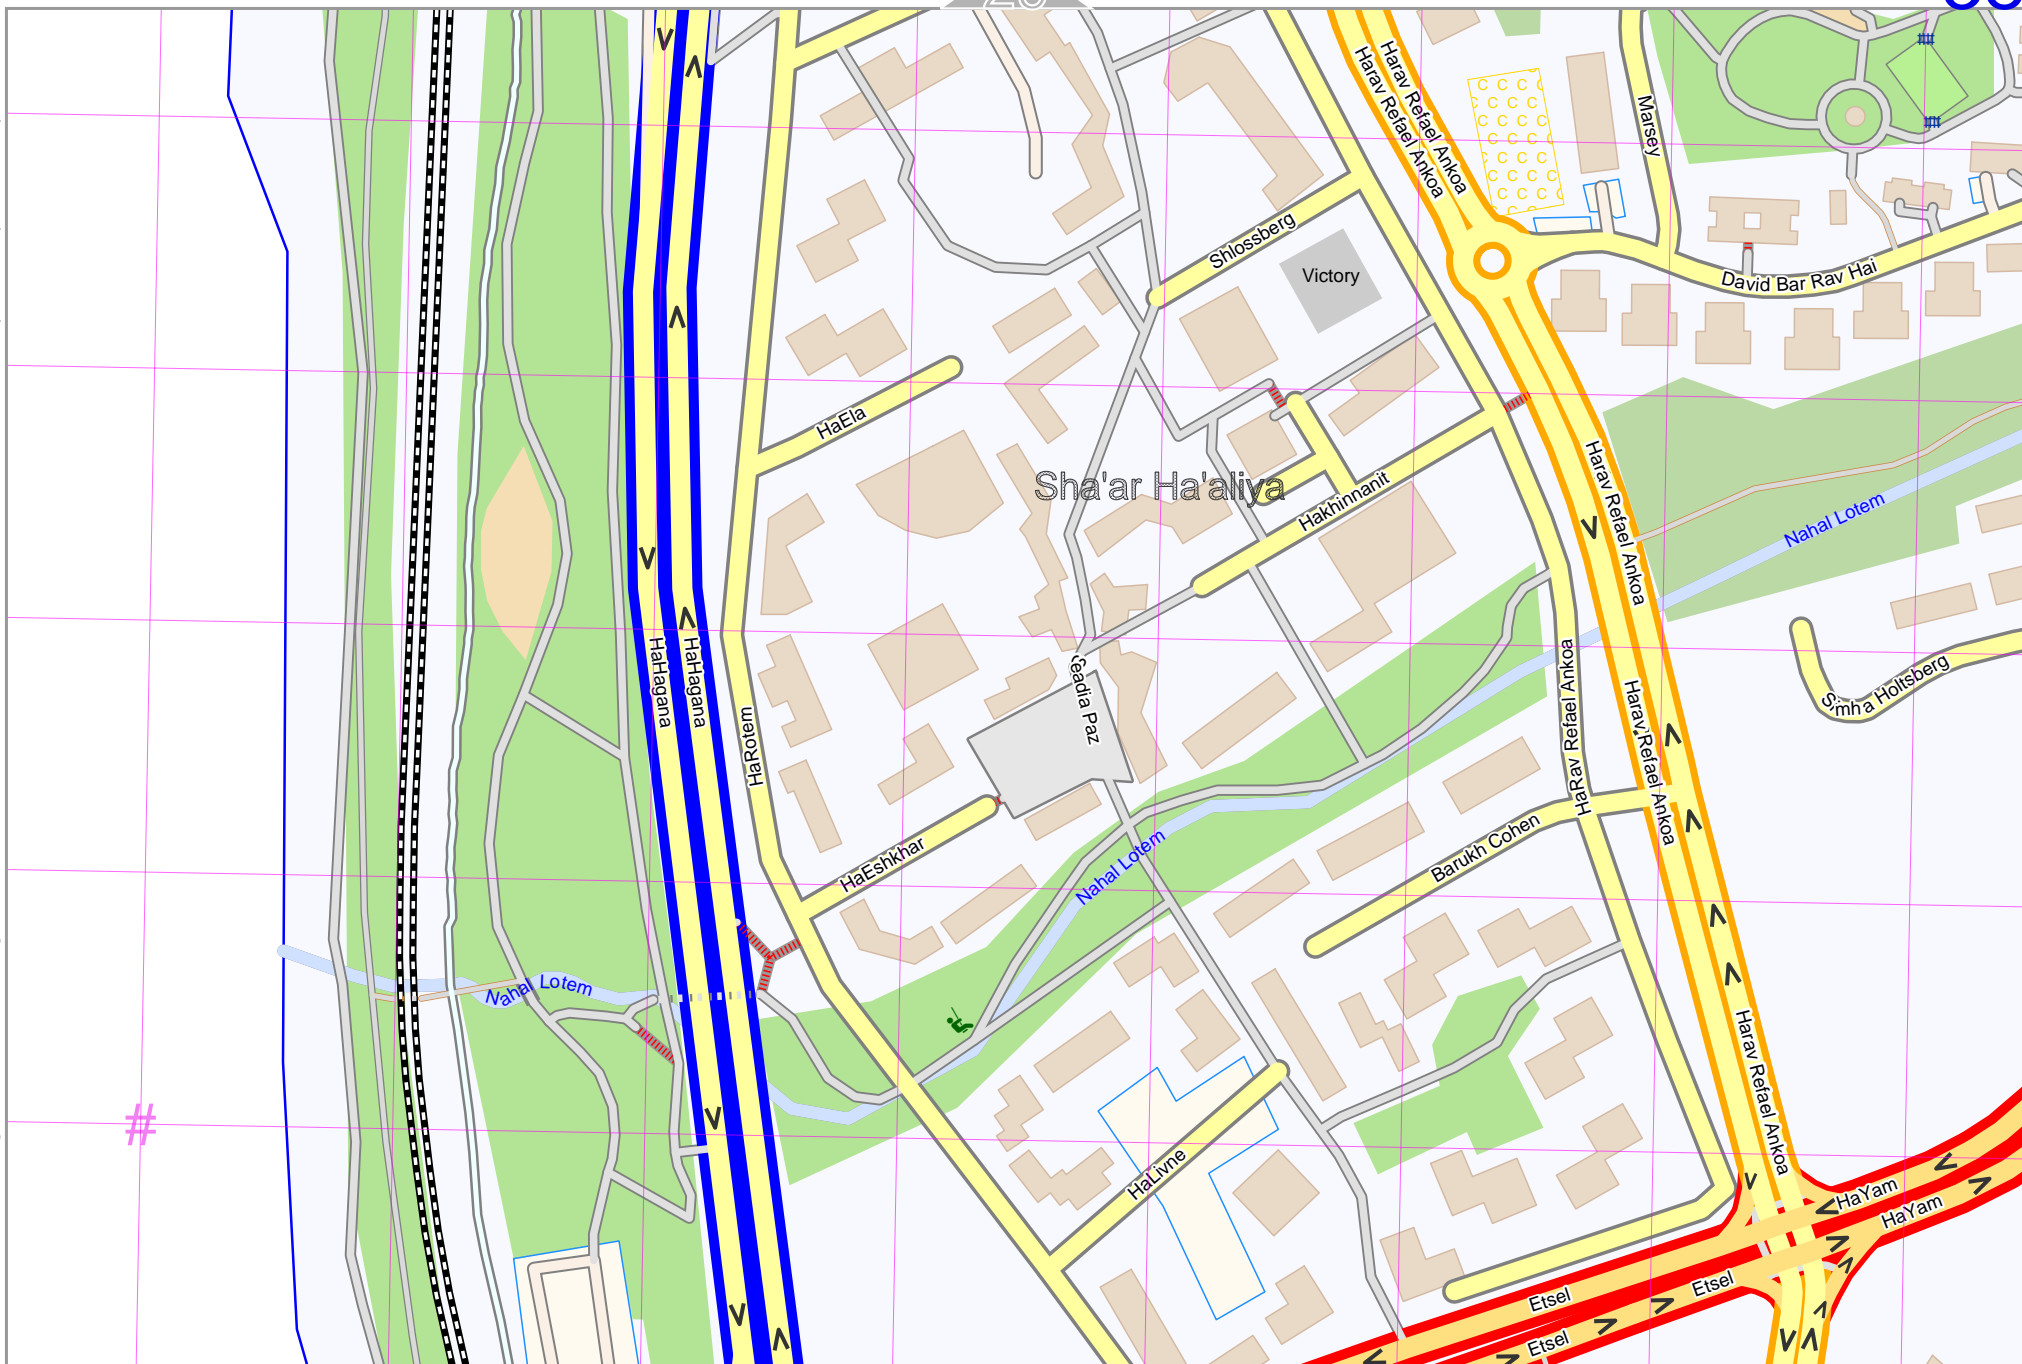 Harav Refael Ankoa
Harav Refael Ankoa
Marsey
Shlossberg
Victory
David Bar Rav Hai
HaEla
Sha'ar Ha'aliya
Hakhinnanit
Harav Refael Ankoa
Nahal Lotem
HaHagana
HaHagana
Seadia Paz
HaRotem
HaRav Refael Ankoa
Harav Refael Ankoa
Simha Holtsberg
HaEshkhar
Nahal Lotem
Barukh Cohen
Nahal Lotem
Harav Refael Ankoa
#
HaLivne
HaYam
HaYam
Etsel
Etsel
Etsel